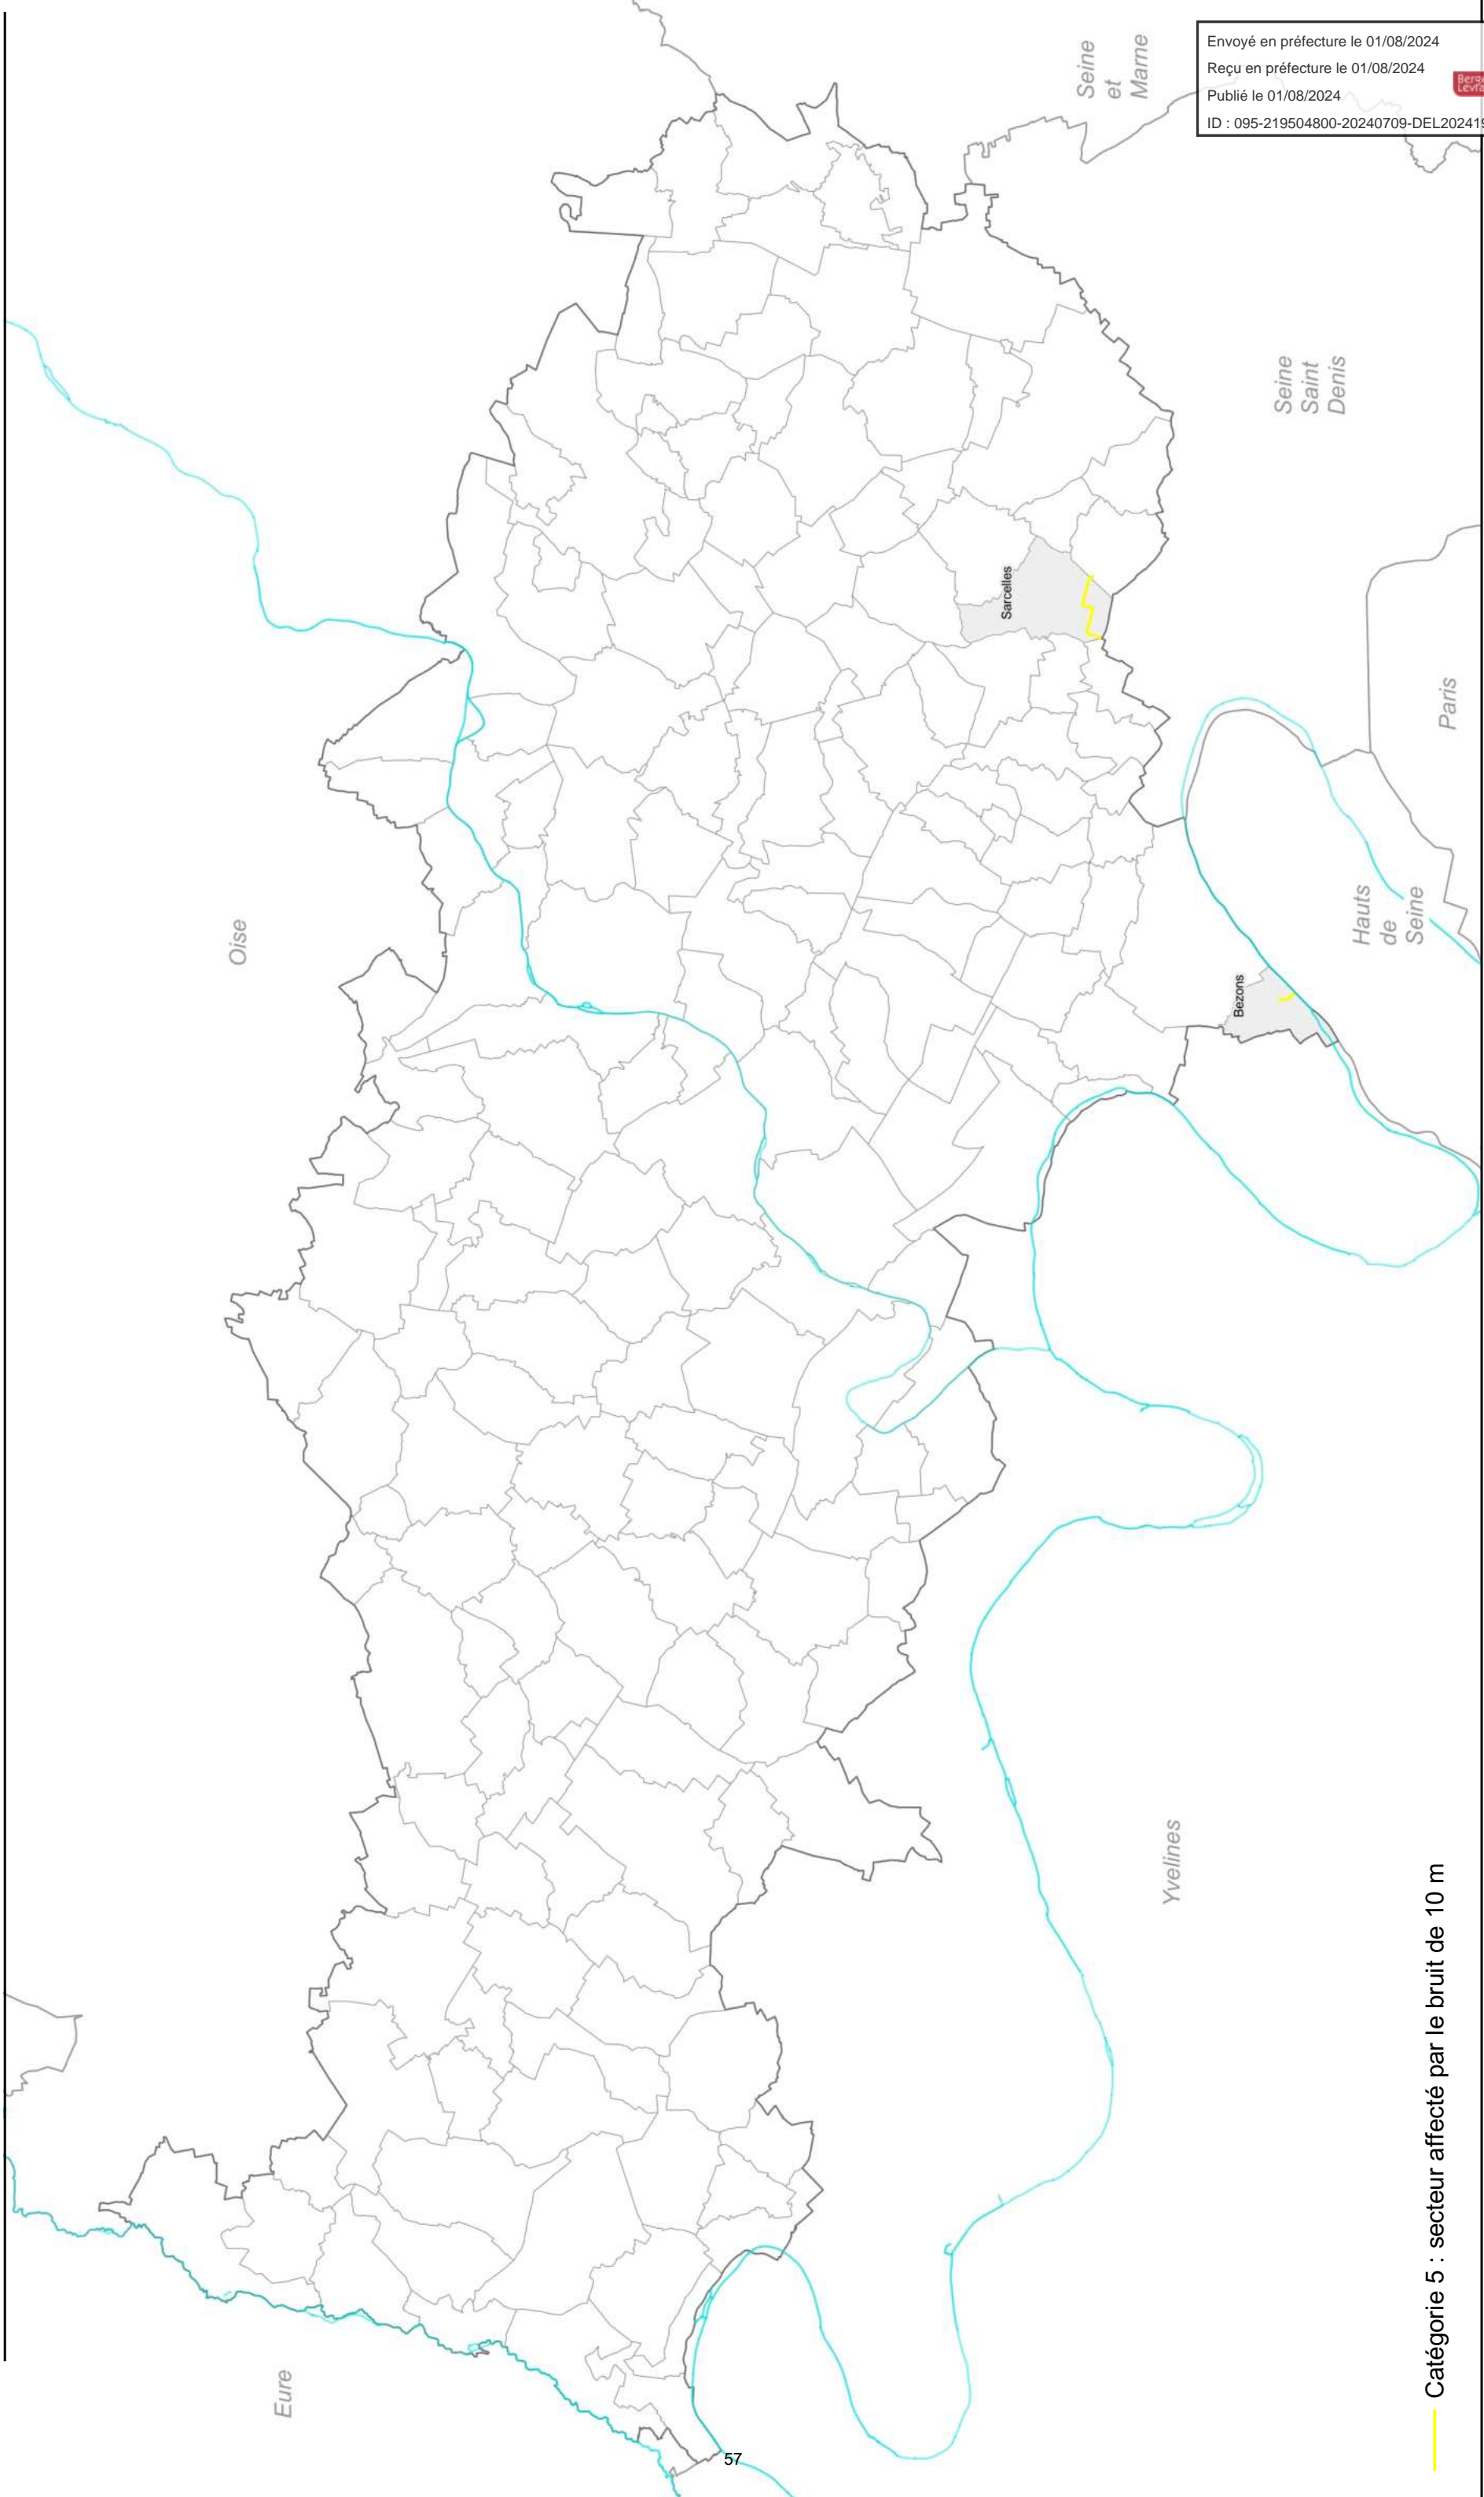 Envoyé en préfecture le 01/08/2024
Reçu en préfecture le 01/08/2024
Publié le 01/08/2024
ID : 095-219504800-20240709-DEL202419
Seine
et
Marne
Seine
Saint
Denis
Sarcelles
Paris
Oise
Hauts
de
Seine
Bezons
Yvelines
Eure
Catégorie 5 : secteur affecté par le bruit de 10 m
57